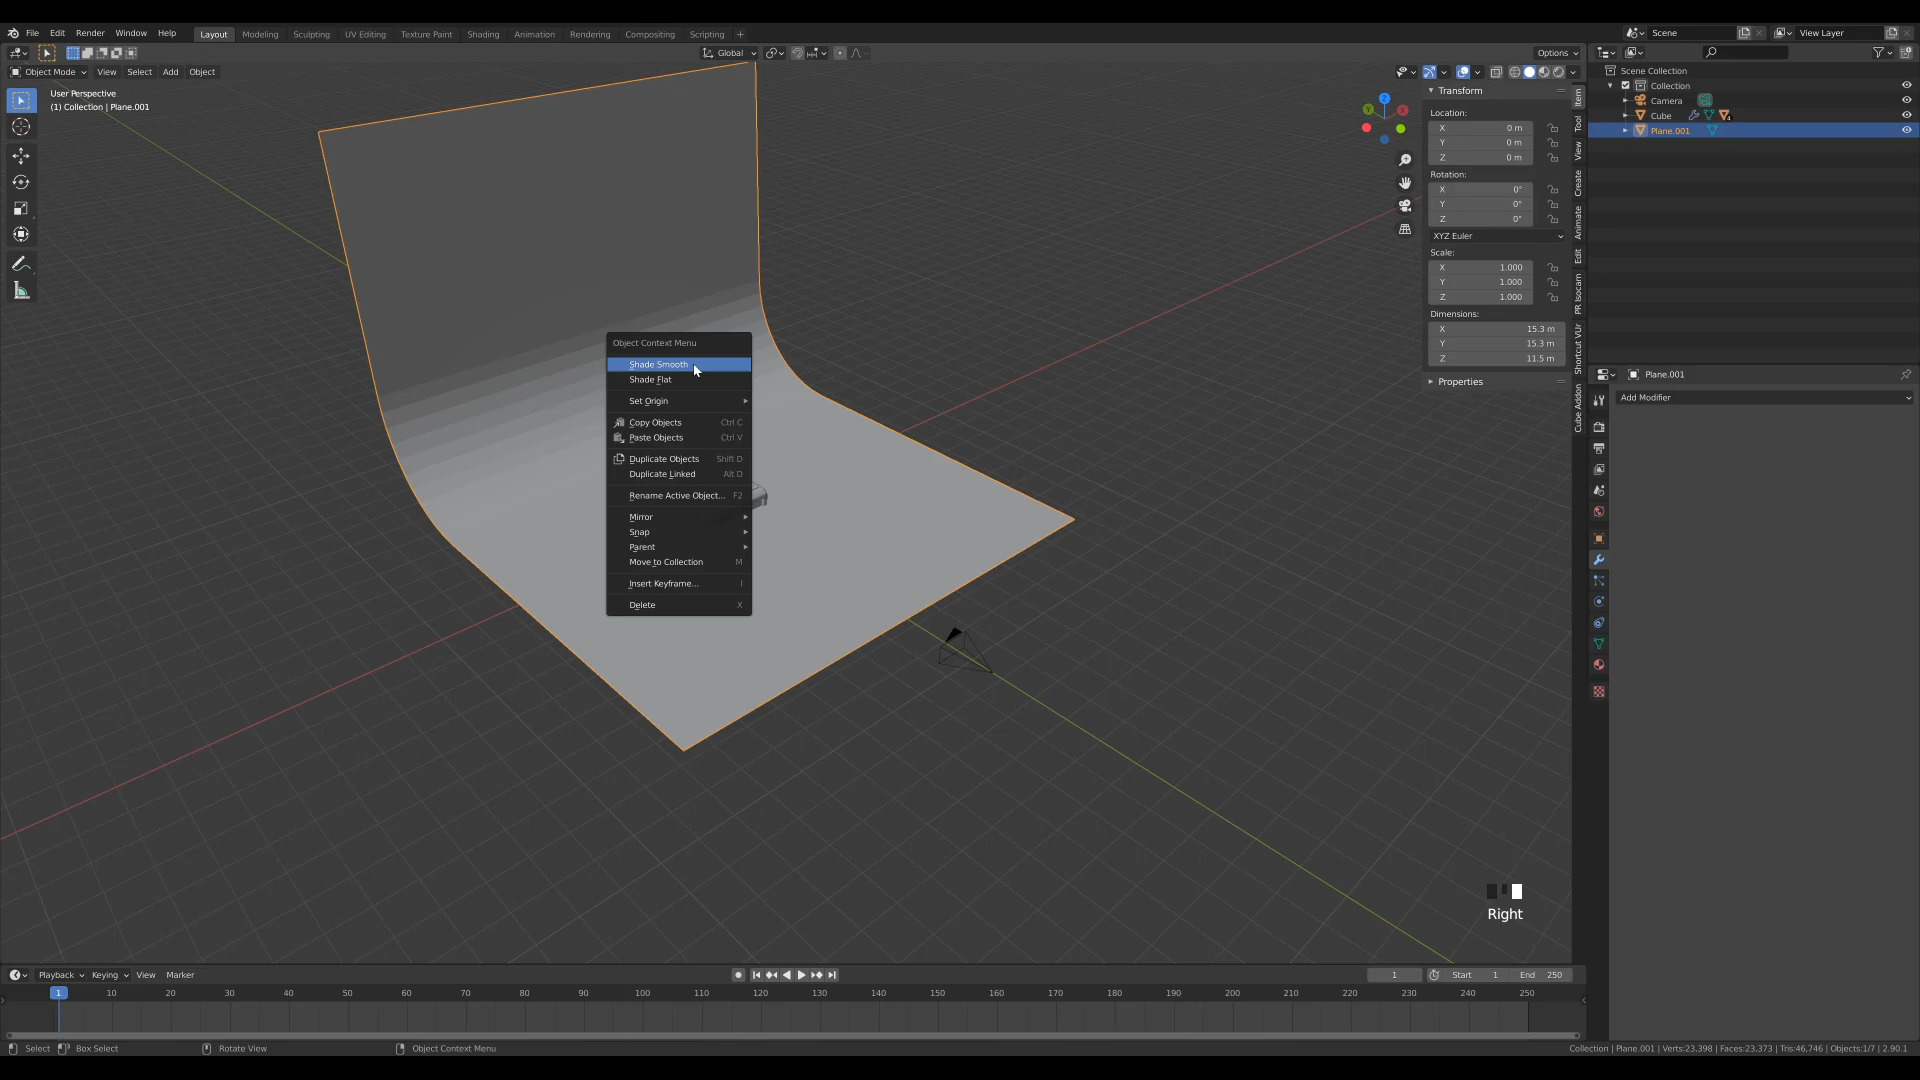 File Edit Render Window Help Layout Modeling Sculpting UV Editing Texture Paint Shading Animation Rendering Compositing Scripting + Scene View Layer
Global Options
Object Mode View Select Add Object
User Perspective
(1) Collection | Plane.001
Transform
Location:
X 0 m
Y 0 m
Z 0 m
Rotation:
X 0°
Y 0°
Z 0°
XYZ Euler
Scale:
X 1.000
Y 1.000
Z 1.000
Dimensions:
X 15.3 m
Y 15.3 m
Z 11.5 m
Properties
Item
Tool
View
Create
Animate
Edit
PR Isocam
Shortcut VUr
Cube Addon
Scene Collection
Collection
Camera
Cube
Plane.001
Plane.001
Add Modifier
Object Context Menu
Shade Smooth
Shade Flat
Set Origin
Copy Objects Ctrl C
Paste Objects Ctrl V
Duplicate Objects Shift D
Duplicate Linked Alt D
Rename Active Object... F2
Mirror
Snap
Parent
Move to Collection M
Insert Keyframe... I
Delete X
Right
Playback Keying View Marker 1 Start 1 End 250
1 10 20 30 40 50 60 70 80 90 100 110 120 130 140 150 160 170 180 190 200 210 220 230 240 250
Select Box Select Rotate View Object Context Menu Collection | Plane.001 | Verts:23,398 | Faces:23,373 | Tris:46,746 | Objects:1/7 | 2.90.1